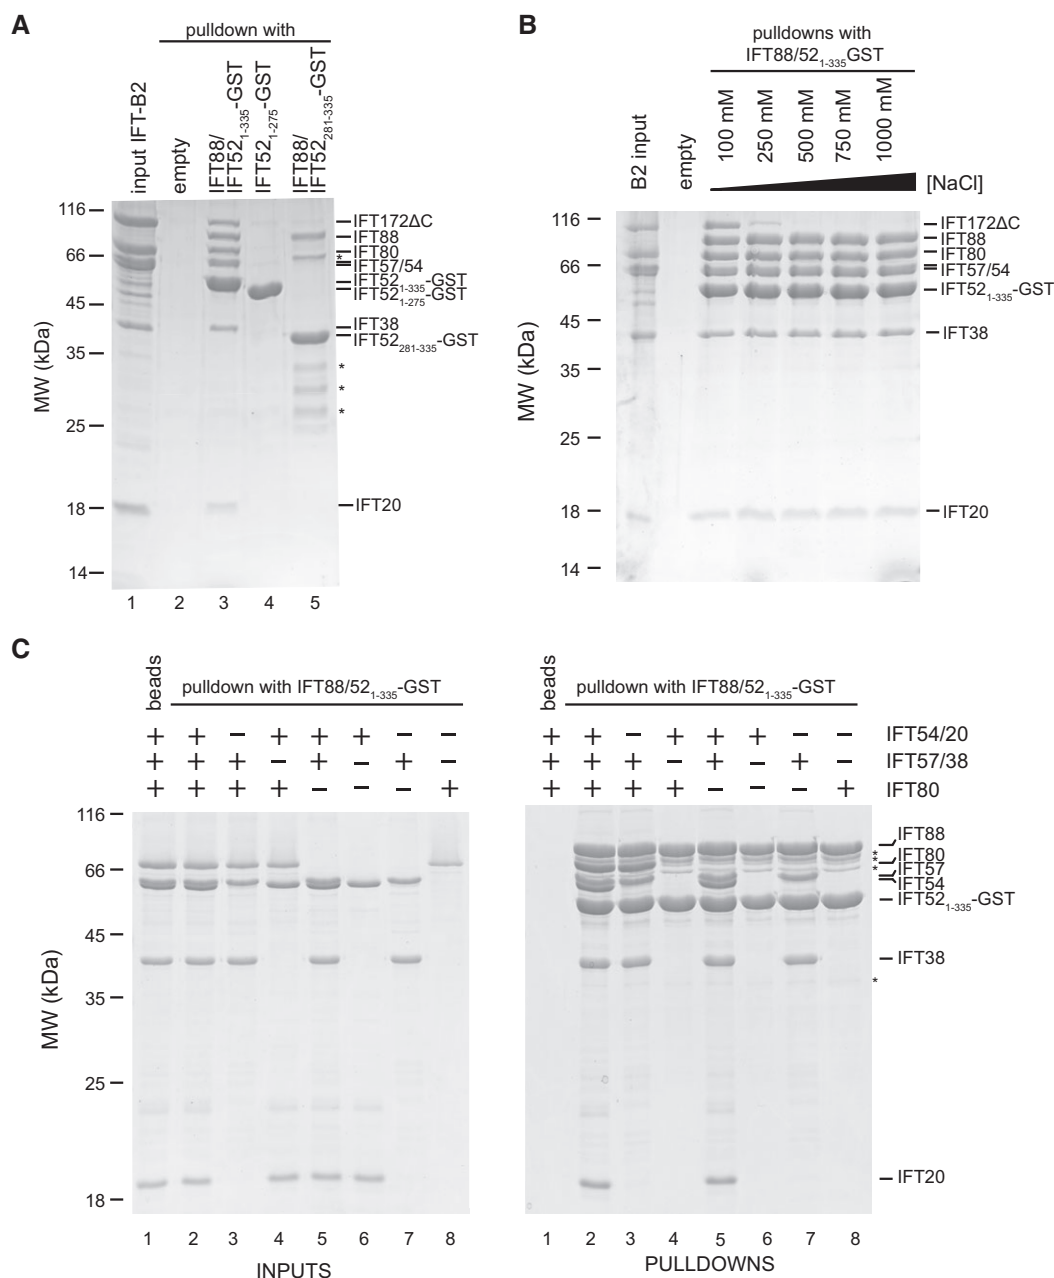 A
pulldown with
input IFT-B2
empty
IFT88/
IFT521-335-GST
IFT521-275-GST
IFT88/
IFT52281-335-GST
116
66
45
35
25
18
14
MW (kDa)
IFT172ΔC
IFT88
*
IFT80
IFT57/54
IFT521-335-GST
IFT521-275-GST
IFT38
IFT52281-335-GST
*
*
*
IFT20
1 2 3 4 5
B
pulldowns with
IFT88/521-335GST
B2 input
empty
100 mM
250 mM
500 mM
750 mM
1000 mM
[NaCl]
116
66
45
35
25
18
14
MW (kDa)
IFT172ΔC
IFT88
IFT80
IFT57/54
IFT521-335-GST
IFT38
IFT20
C
beads
pulldown with IFT88/521-335-GST
+ + − + + + − −
+ + + − + − + −
+ + + + − − − +
116
66
45
35
25
18
MW (kDa)
1 2 3 4 5 6 7 8
INPUTS
beads
pulldown with IFT88/521-335-GST
+ + − + + + − − IFT54/20
+ + + − + − + − IFT57/38
+ + + + − − − + IFT80
IFT88
*
*
IFT80
*
IFT57
IFT54
IFT521-335-GST
IFT38
*
IFT20
1 2 3 4 5 6 7 8
PULLDOWNS